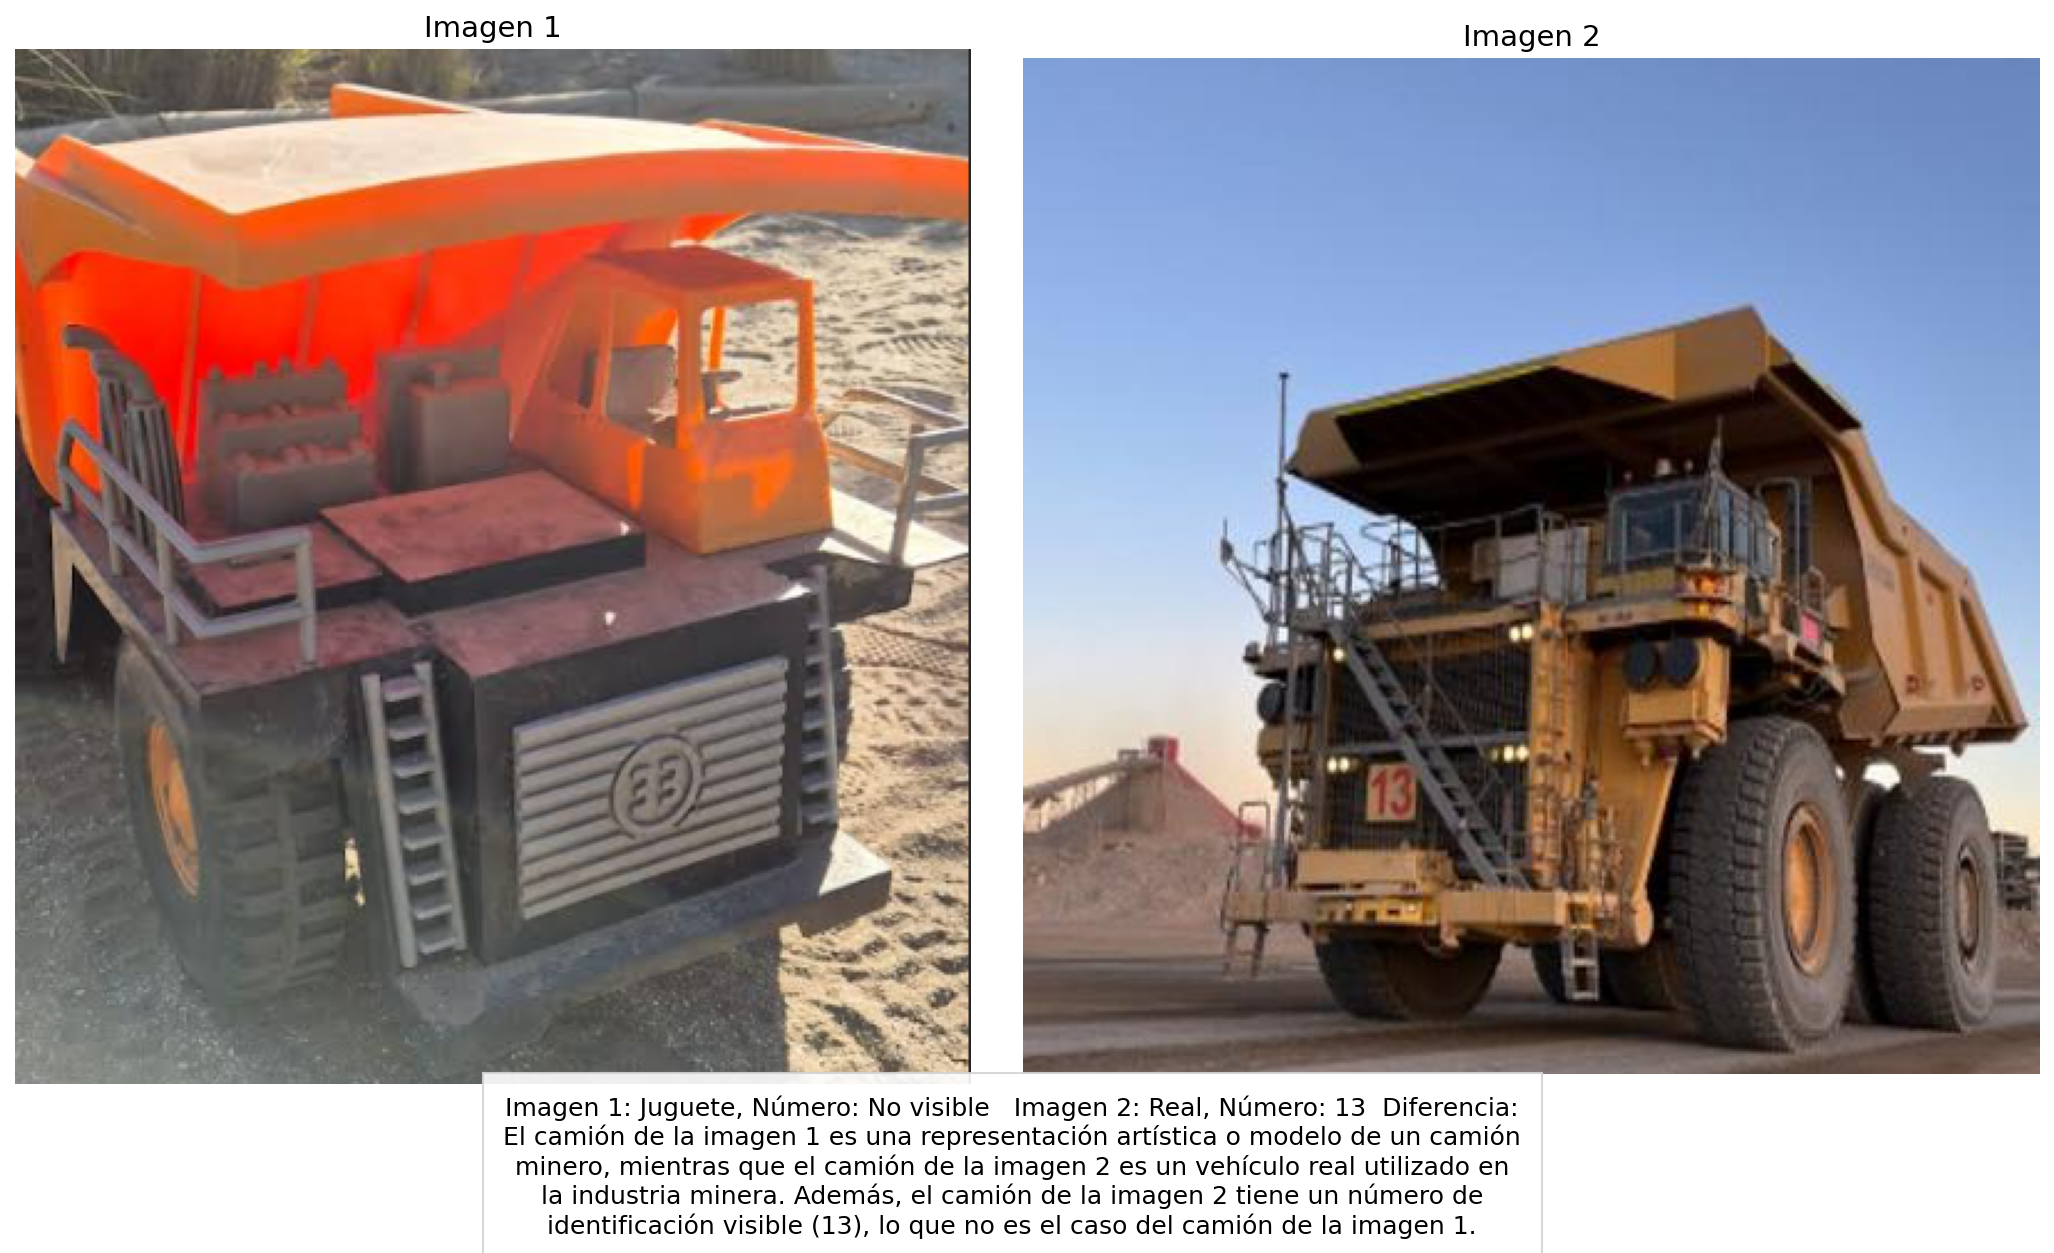 Imagen 1
Imagen 2
13
Imagen 1: Juguete, Número: No visible   Imagen 2: Real, Número: 13  Diferencia:
El camión de la imagen 1 es una representación artística o modelo de un camión
minero, mientras que el camión de la imagen 2 es un vehículo real utilizado en
la industria minera. Además, el camión de la imagen 2 tiene un número de
identificación visible (13), lo que no es el caso del camión de la imagen 1.